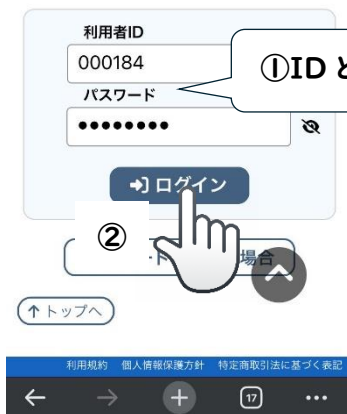 利用者ID
000184
①ID と
パスワード
••••••••
ログイン
②
場合
↑トップへ
利用規約 個人情報保護方針 特定商取引法に基づく表記
17